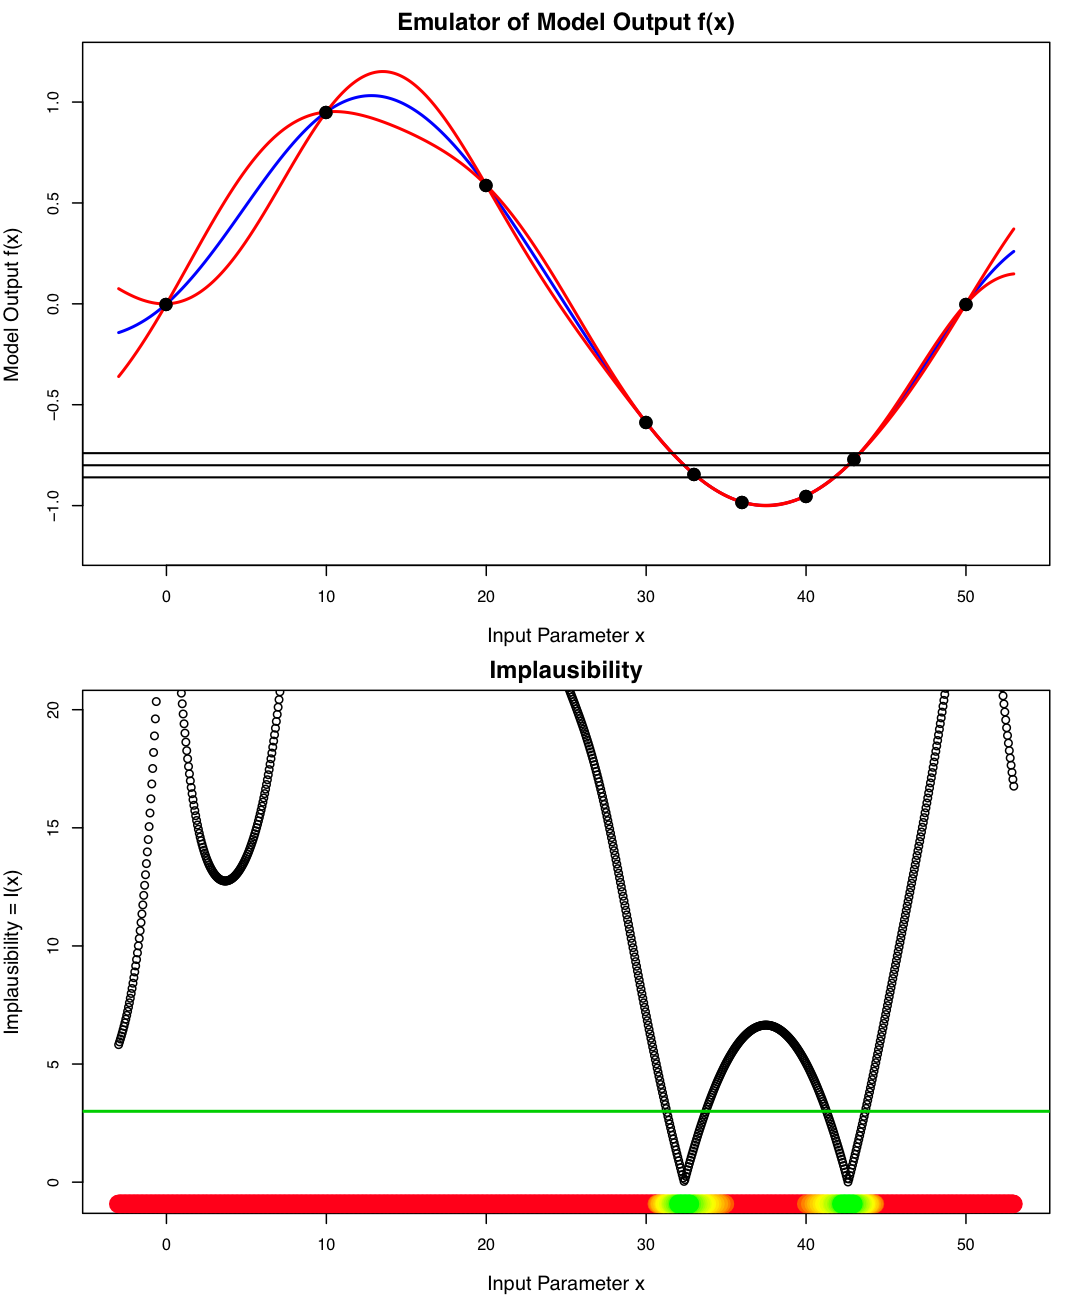 Emulator of Model Output f(x)
Model Output f(x)
1.0
0.5
0.0
−0.5
−1.0
0 10 20 30 40 50
Input Parameter x
Implausibility
Implausibility = I(x)
20
15
10
5
0
0 10 20 30 40 50
Input Parameter x